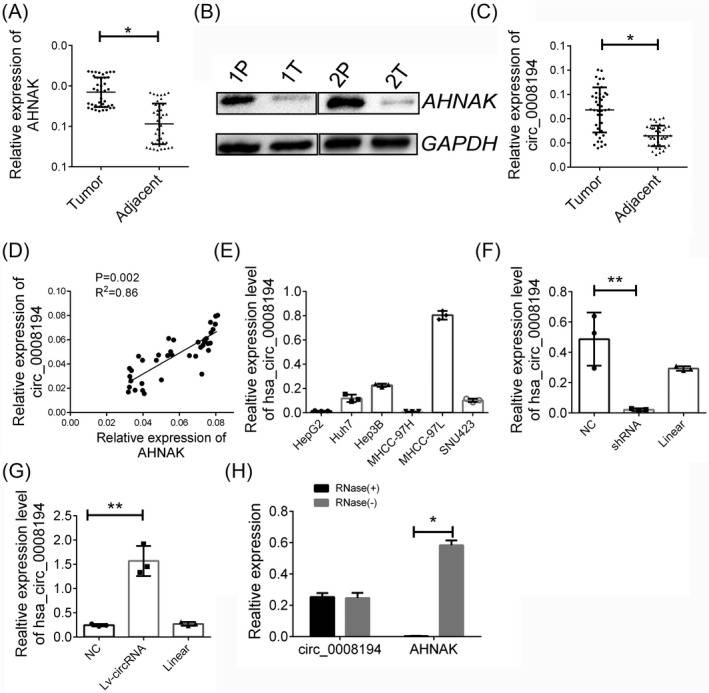 (A)
Relative expression of
AHNAK
0.0
0.0
0.1
0.1
*
Tumor
Adjacent
(B)
1P
1T
2P
2T
AHNAK
GAPDH
(C)
Relative expression of
circ_0008194
0.1
0.1
0.0
0.0
*
Tumor
Adjacent
(D)
Relative expression of
circ_0008194
0.10
0.08
0.06
0.04
0.02
0.00
P=0.002
R²=0.86
0.00
0.02
0.04
0.06
0.08
Relative expression of
AHNAK
(E)
Realtive expression level
of hsa_circ_0008194
1.0
0.8
0.6
0.4
0.2
0.0
HepG2
Huh7
Hep3B
MHCC-97H
MHCC-97L
SNU423
(F)
Realtive expression level
of hsa_circ_0008194
0.8
0.6
0.4
0.2
0.0
**
NC
shRNA
Linear
(G)
Realtive expression level
of hsa_circ_0008194
2.5
2.0
1.5
1.0
0.5
0.0
**
NC
Lv-circRNA
Linear
(H)
RNase(+)
RNase(-)
Realtive expression
0.8
0.6
0.4
0.2
0.0
*
circ_0008194
AHNAK